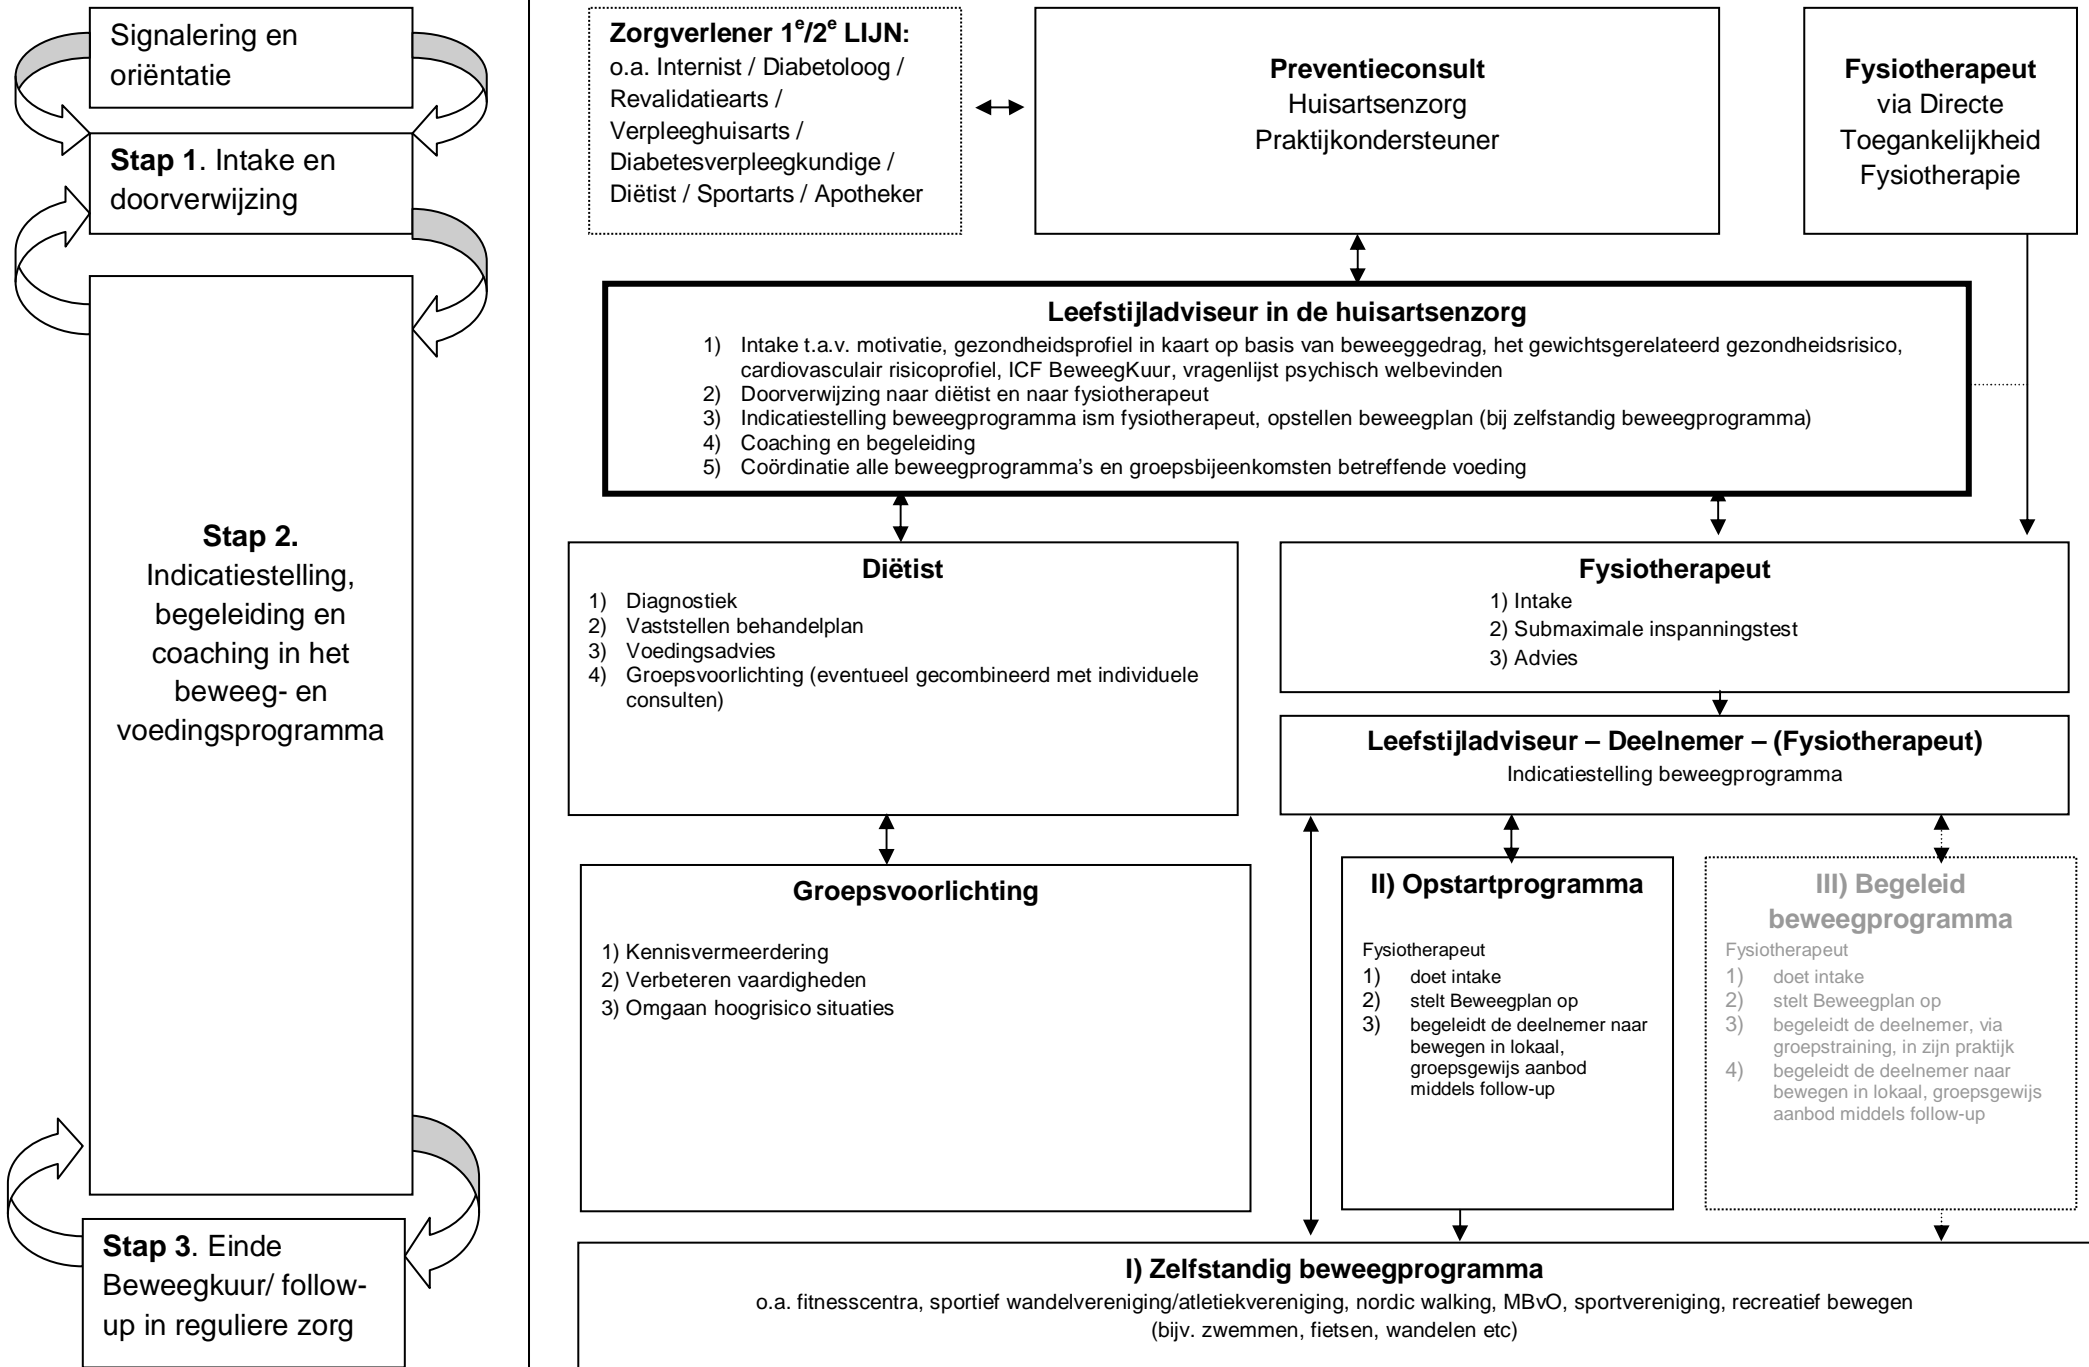 Signalering en
oriëntatie
Stap 1. Intake en
doorverwijzing
Stap 2.
Indicatiestelling,
begeleiding en
coaching in het
beweeg- en
voedingsprogramma
Stap 3. Einde
Beweegkuur/ follow-
up in reguliere zorg
Zorgverlener 1e/2e LIJN:
o.a. Internist / Diabetoloog /
Revalidatiearts /
Verpleeghuisarts /
Diabetesverpleegkundige /
Diëtist / Sportarts / Apotheker
Preventieconsult
Huisartsenzorg
Praktijkondersteuner
Fysiotherapeut
via Directe
Toegankelijkheid
Fysiotherapie
Leefstijladviseur in de huisartsenzorg
1) Intake t.a.v. motivatie, gezondheidsprofiel in kaart op basis van beweeggedrag, het gewichtsgerelateerd gezondheidsrisico,
cardiovasculair risicoprofiel, ICF BeweegKuur, vragenlijst psychisch welbevinden
2) Doorverwijzing naar diëtist en naar fysiotherapeut
3) Indicatiestelling beweegprogramma ism fysiotherapeut, opstellen beweegplan (bij zelfstandig beweegprogramma)
4) Coaching en begeleiding
5) Coördinatie alle beweegprogramma's en groepsbijeenkomsten betreffende voeding
Diëtist
1) Diagnostiek
2) Vaststellen behandelplan
3) Voedingsadvies
4) Groepsvoorlichting (eventueel gecombineerd met individuele
consulten)
Fysiotherapeut
1) Intake
2) Submaximale inspanningstest
3) Advies
Leefstijladviseur – Deelnemer – (Fysiotherapeut)
Indicatiestelling beweegprogramma
Groepsvoorlichting
1) Kennisvermeerdering
2) Verbeteren vaardigheden
3) Omgaan hoogrisico situaties
II) Opstartprogramma
Fysiotherapeut
1) doet intake
2) stelt Beweegplan op
3) begeleidt de deelnemer naar
bewegen in lokaal,
groepsgewijs aanbod
middels follow-up
III) Begeleid
beweegprogramma
Fysiotherapeut
1) doet intake
2) stelt Beweegplan op
3) begeleidt de deelnemer, via
groepstraining, in zijn praktijk
4) begeleidt de deelnemer naar
bewegen in lokaal, groepsgewijs
aanbod middels follow-up
I) Zelfstandig beweegprogramma
o.a. fitnesscentra, sportief wandelvereniging/atletiekvereniging, nordic walking, MBvO, sportvereniging, recreatief bewegen
(bijv. zwemmen, fietsen, wandelen etc)